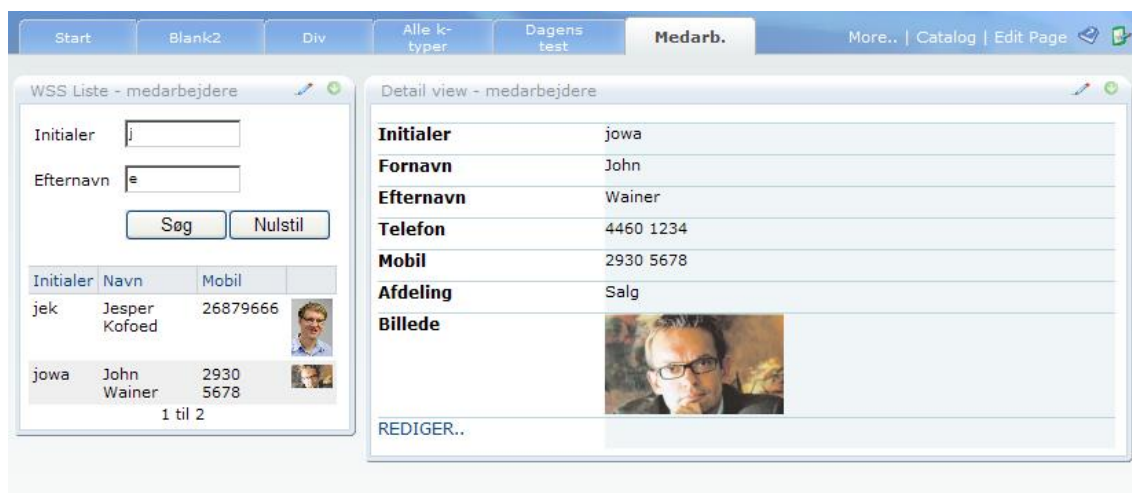 Start
Blank2
Div
Alle k-
typer
Dagens
test
Medarb.
More.. | Catalog | Edit Page
WSS Liste - medarbejdere
Initialer j
Efternavn e
Søg Nulstil
Initialer Navn Mobil
jek Jesper 26879666
Kofoed
jowa John 2930
Wainer 5678
1 til 2
Detail view - medarbejdere
Initialer jowa
Fornavn John
Efternavn Wainer
Telefon 4460 1234
Mobil 2930 5678
Afdeling Salg
Billede
REDIGER..